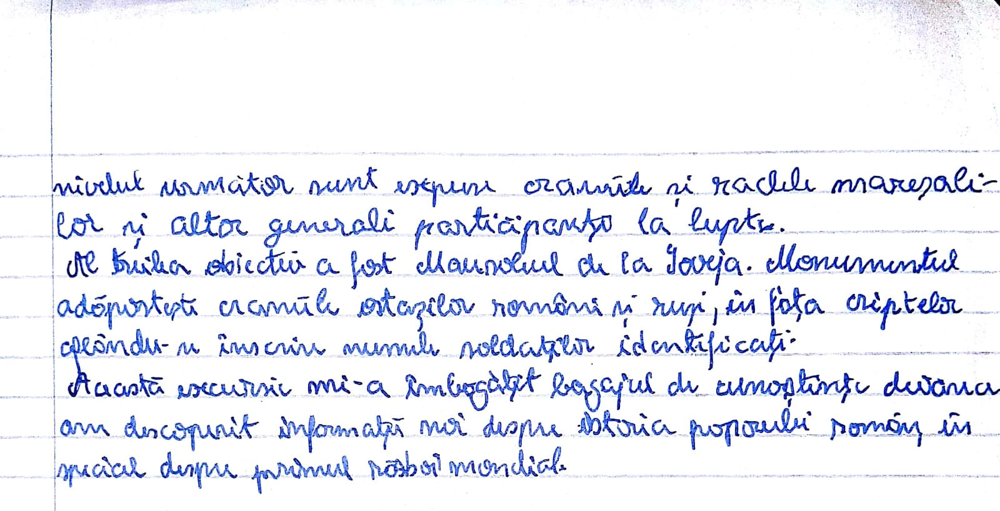 nivelul următor sunt expuse craniile și raclele mareșali-
lor și altor generali participanți la lupte.
Al treilea obiectiv a fost Mausoleul de la Soveja. Monumentul
adăpostește craniile ostașilor români și ruși, în fața criptelor
aflându-se înscrise numele soldaților identificați.
Această excursie mi-a îmbogățit bagajul de cunoștințe deoarece
am descoperit informații noi despre istoria poporului român, în
special despre primul război mondial.